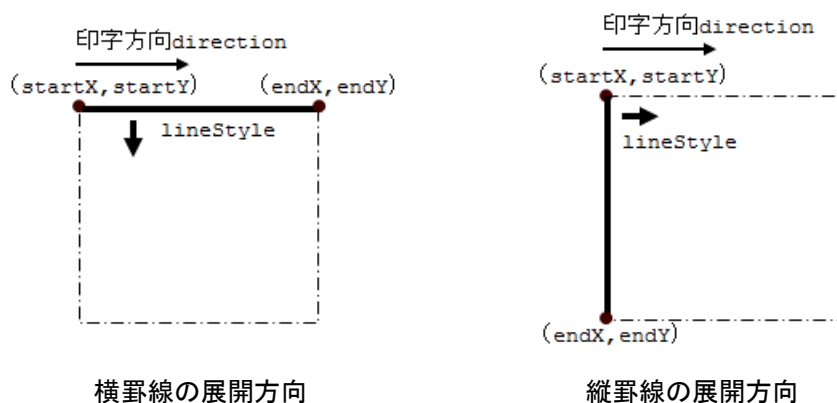 印字方向direction
(startX,startY)
(endX,endY)
lineStyle
横罫線の展開方向
印字方向direction
(startX,startY)
lineStyle
(endX,endY)
縦罫線の展開方向